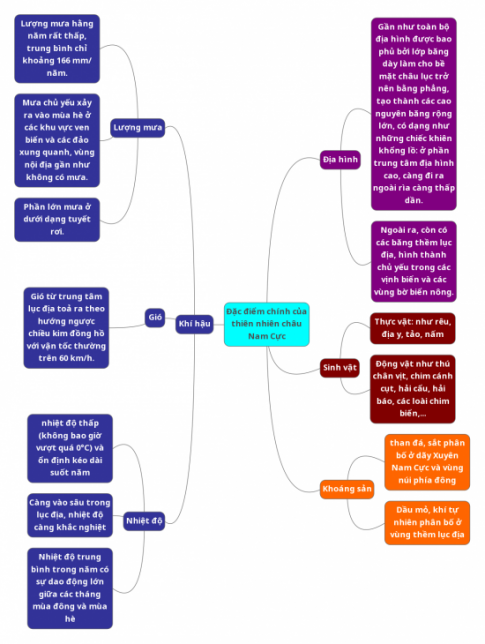 Lượng mưa hằng
năm rất thấp,
trung bình chỉ
khoảng 166 mm/
năm.
Mưa chủ yếu xảy
ra vào mùa hè ở
các khu vực ven
biển và các đảo
xung quanh, vùng
nội địa gần như
không có mưa.
Phần lớn mưa ở
dưới dạng tuyết
rơi.
Lượng mưa
Gió từ trung tâm
lục địa toả ra theo
hướng ngược
chiều kim đồng hồ
với vận tốc thường
trên 60 km/h.
Gió
Khí hậu
nhiệt độ thấp
(không bao giờ
vượt quá 0°C) và
ổn định kéo dài
suốt năm
Càng vào sâu trong
lục địa, nhiệt độ
càng khắc nghiệt
Nhiệt độ trung
bình trong năm có
sự dao động lớn
giữa các tháng
mùa đông và mùa
hè
Nhiệt độ
Đặc điểm chính của
thiên nhiên châu
Nam Cực
Địa hình
Gần như toàn bộ
địa hình được bao
phủ bởi lớp băng
dày làm cho bề
mặt châu lục trở
nên bằng phẳng,
tạo thành các cao
nguyên băng rộng
lớn, có dạng như
những chiếc khiên
khổng lồ: ở phần
trung tâm địa hình
cao, càng đi ra
ngoài rìa càng thấp
dần.
Ngoài ra, còn có
các băng thềm lục
địa, hình thành
chủ yếu trong các
vịnh biển và các
vùng bờ biển nông.
Sinh vật
Thực vật: như rêu,
địa y, tảo, nấm
Động vật như thú
chân vịt, chim cánh
cụt, hải cẩu, hải
báo, các loài chim
biển,...
Khoáng sản
than đá, sắt phân
bố ở dãy Xuyên
Nam Cực và vùng
núi phía đông
Dầu mỏ, khí tự
nhiên phân bố ở
vùng thềm lục địa